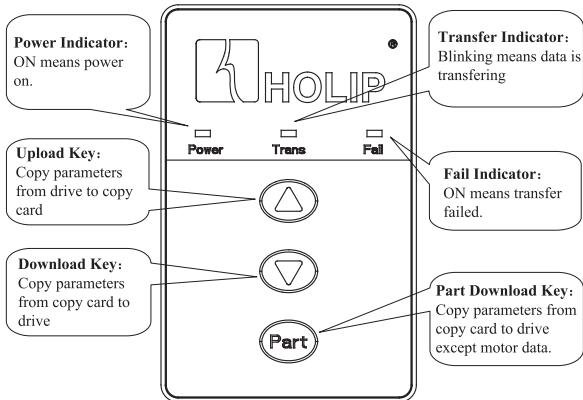 Power Indicator：
ON means power
on.
Transfer Indicator：
Blinking means data is
transfering
®
HOLIP
Power Trans Fail
Upload Key：
Copy parameters
from drive to copy
card
Fail Indicator：
ON means transfer
failed.
Download Key：
Copy parameters
from copy card to
drive
Part Download Key：
Copy parameters from
copy card to drive
except motor data.
Part